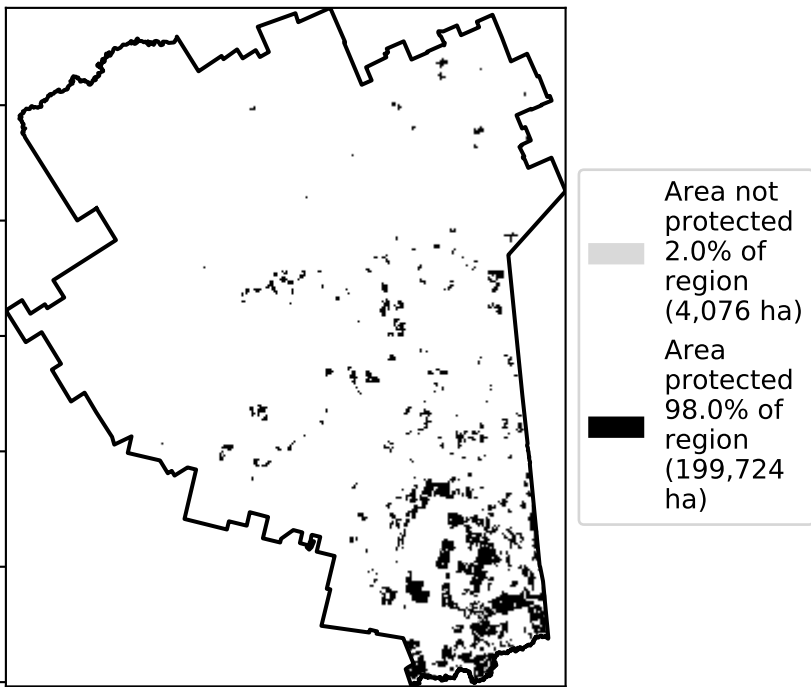 Area not
protected
2.0% of
region
(4,076 ha)
Area
protected
98.0% of
region
(199,724
ha)